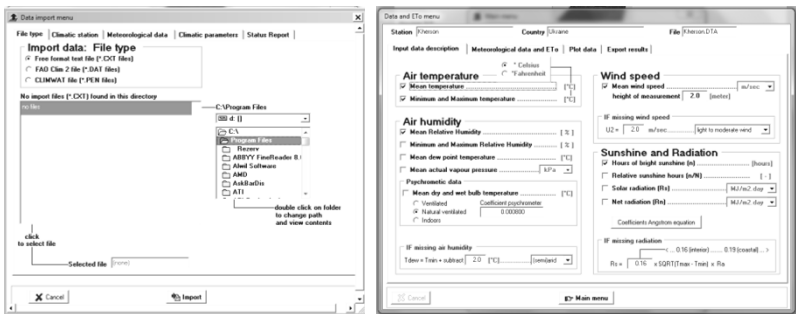 Data import menu
File type | Climatic station | Meteorological data | Climatic parameters | Status Report
Import data: File type
Free format text file (*.CXT files)
FAO Clim 2 file (*.DAT files)
CLIMWAT file (*.PEN files)
No import files (*.CXT) found in this directory
no files
C:\Program Files
d: []
C:\
Program Files
Rezerv
ABBYY FineReader 8.
Alwd Software
AMD
AskBarDis
ATI
double click on folder
to change path
and view contents
click
to select file
Selected file (none)
Cancel
Import
Data and ETo menu
Station Kherson Country Ukraine File Kherson.DTA
Input data description | Meteorological data and ETo | Plot data | Export results
° Celsius
°Fahrenheit
Air temperature
Mean temperature [°C]
Minimum and Maximum temperature [°C]
Air humidity
Mean Relative Humidity [ % ]
Minimum and Maximum Relative Humidity [ % ]
Mean dew point temperature [°C]
Mean actual vapour pressure kPa
Psychrometic data
Mean dry and wet bulb temperature [°C]
Ventilated Coefficient psychrometer
Natural ventilated 0.000800
Indoors
IF missing air humidity
Tdew = Tmin + subtract 2.0 [°C] (semi)arid
Wind speed
Mean wind speed m/sec
height of measurement 2.0 [meter]
IF missing wind speed
U2 = 2.0 m/sec light to moderate wind
Sunshine and Radiation
Hours of bright sunshine (n) [hours]
Relative sunshine hours (n/N) [ - ]
Solar radiation (Rs) MJ/m2.day
Net radiation (Rn) MJ/m2.day
Coefficients Angstrom equation
IF missing radiation
<... 0.16 (interior) ...... 0.19 (coastal) ... >
Rs = 0.16 x SQRT(Tmax - Tmin) x Ra
Cancel
Main menu